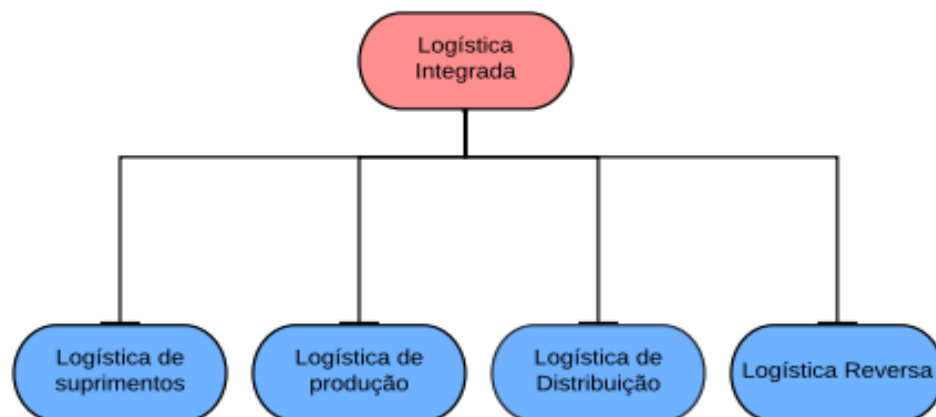 Logística
Integrada
Logística de
suprimentos
Logística de
produção
Logística de
Distribuição
Logística Reversa